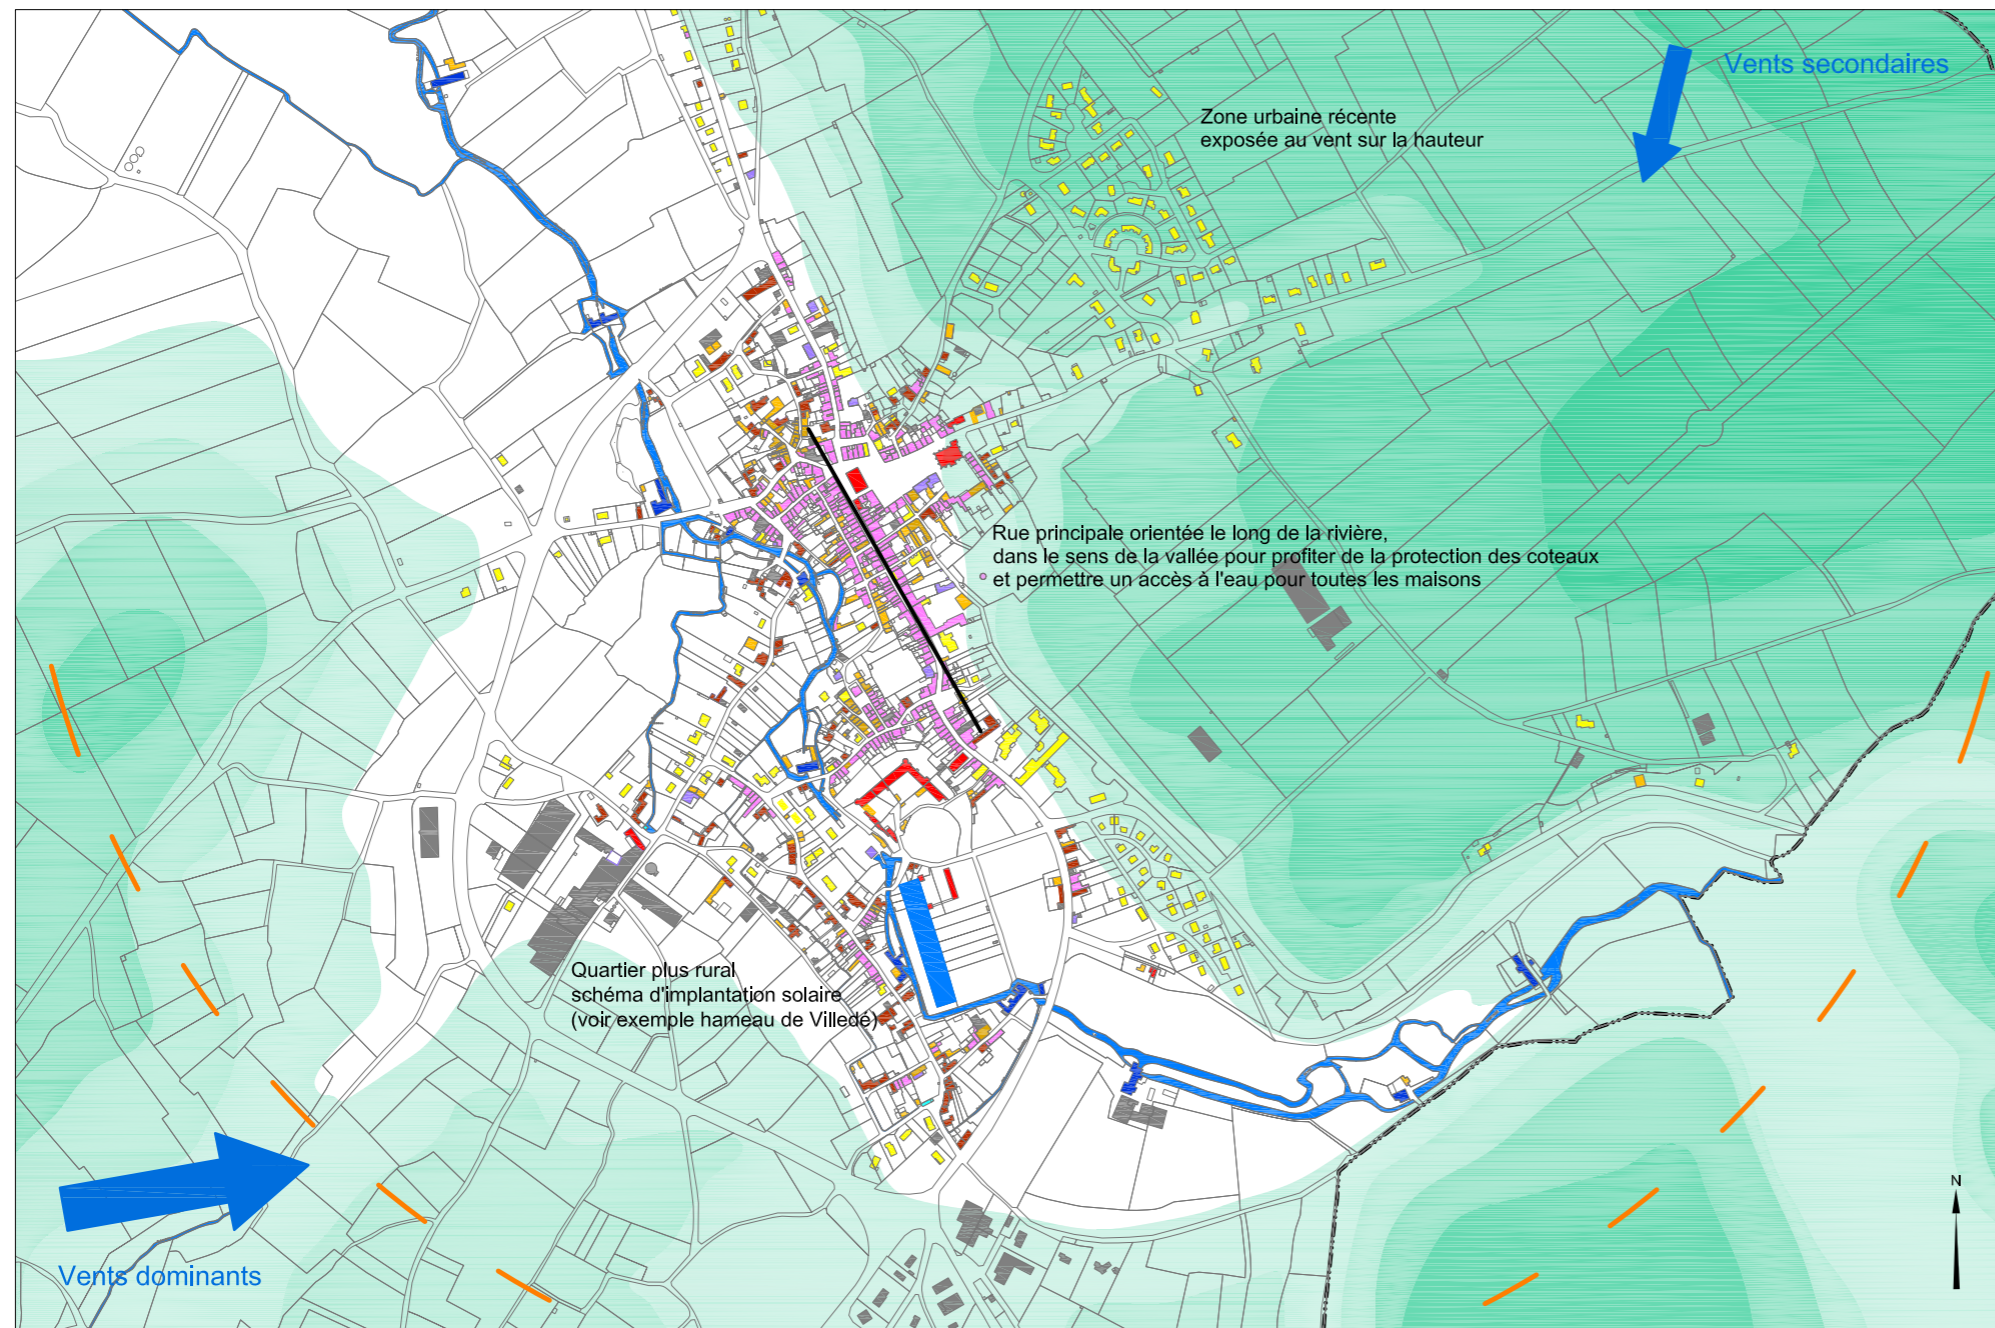 Vents secondaires
Zone urbaine récente
exposée au vent sur la hauteur
Rue principale orientée le long de la rivière,
dans le sens de la vallée pour profiter de la protection des coteaux
et permettre un accès à l'eau pour toutes les maisons
Quartier plus rural
schéma d'implantation solaire
(voir exemple hameau de Villedé)
N
Vents dominants